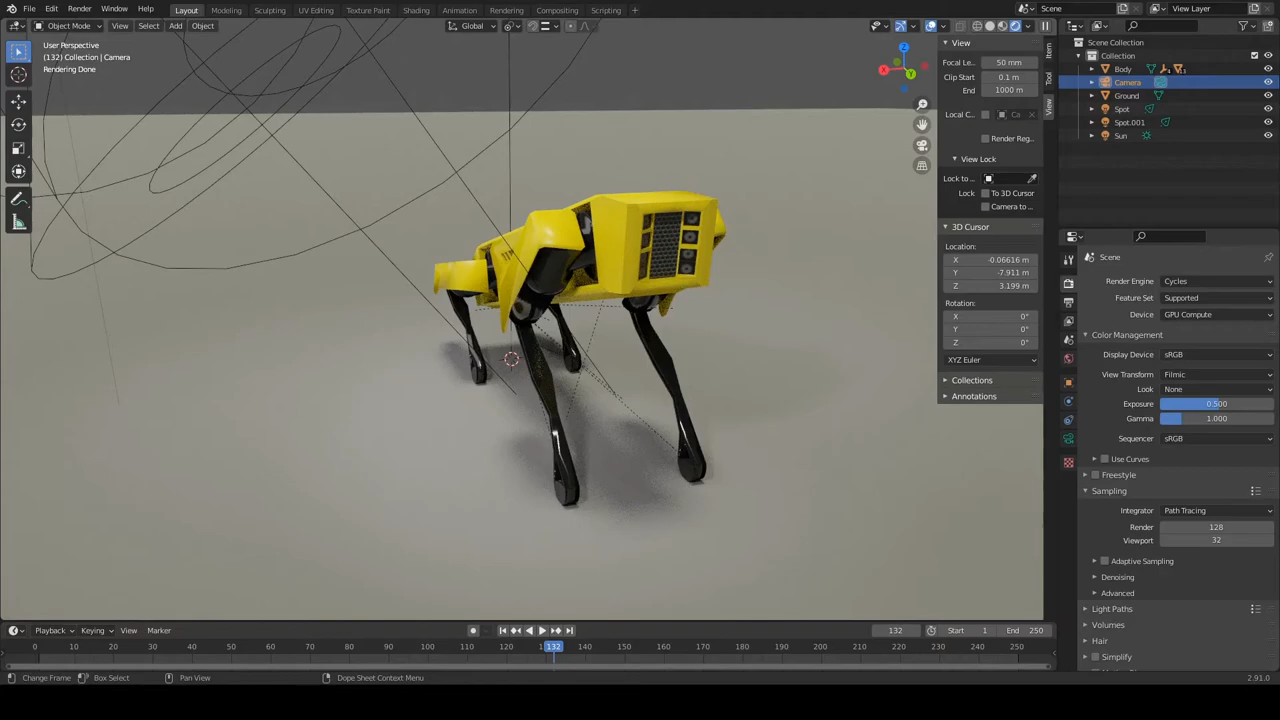 File Edit Render Window Help Layout Modeling Sculpting UV Editing Texture Paint Shading Animation Rendering Compositing Scripting + Scene View Layer
Object Mode View Select Add Object Global
User Perspective
(132) Collection | Camera
Rendering Done
X
Y
Z
View
Focal Le... 50 mm
Clip Start 0.1 m
End 1000 m
Local C... Ca
Render Reg...
View Lock
Lock to ...
Lock To 3D Cursor
Camera to ...
3D Cursor
Location:
X -0.06616 m
Y -7.911 m
Z 3.199 m
Rotation:
X 0°
Y 0°
Z 0°
XYZ Euler
Collections
Annotations
Item
Tool
View
Scene Collection
Collection
Body 4 13
Camera
Ground
Spot
Spot.001
Sun
Scene
Render Engine Cycles
Feature Set Supported
Device GPU Compute
Color Management
Display Device sRGB
View Transform Filmic
Look None
Exposure 0.500
Gamma 1.000
Sequencer sRGB
Use Curves
Freestyle
Sampling
Integrator Path Tracing
Render 128
Viewport 32
Adaptive Sampling
Denoising
Advanced
Light Paths
Volumes
Hair
Simplify
Playback Keying View Marker 132 Start 1 End 250
0 10 20 30 40 50 60 70 80 90 100 110 120 132 140 150 160 170 180 190 200 210 220 230 240 250
Change Frame Box Select Pan View Dope Sheet Context Menu 2.91.0